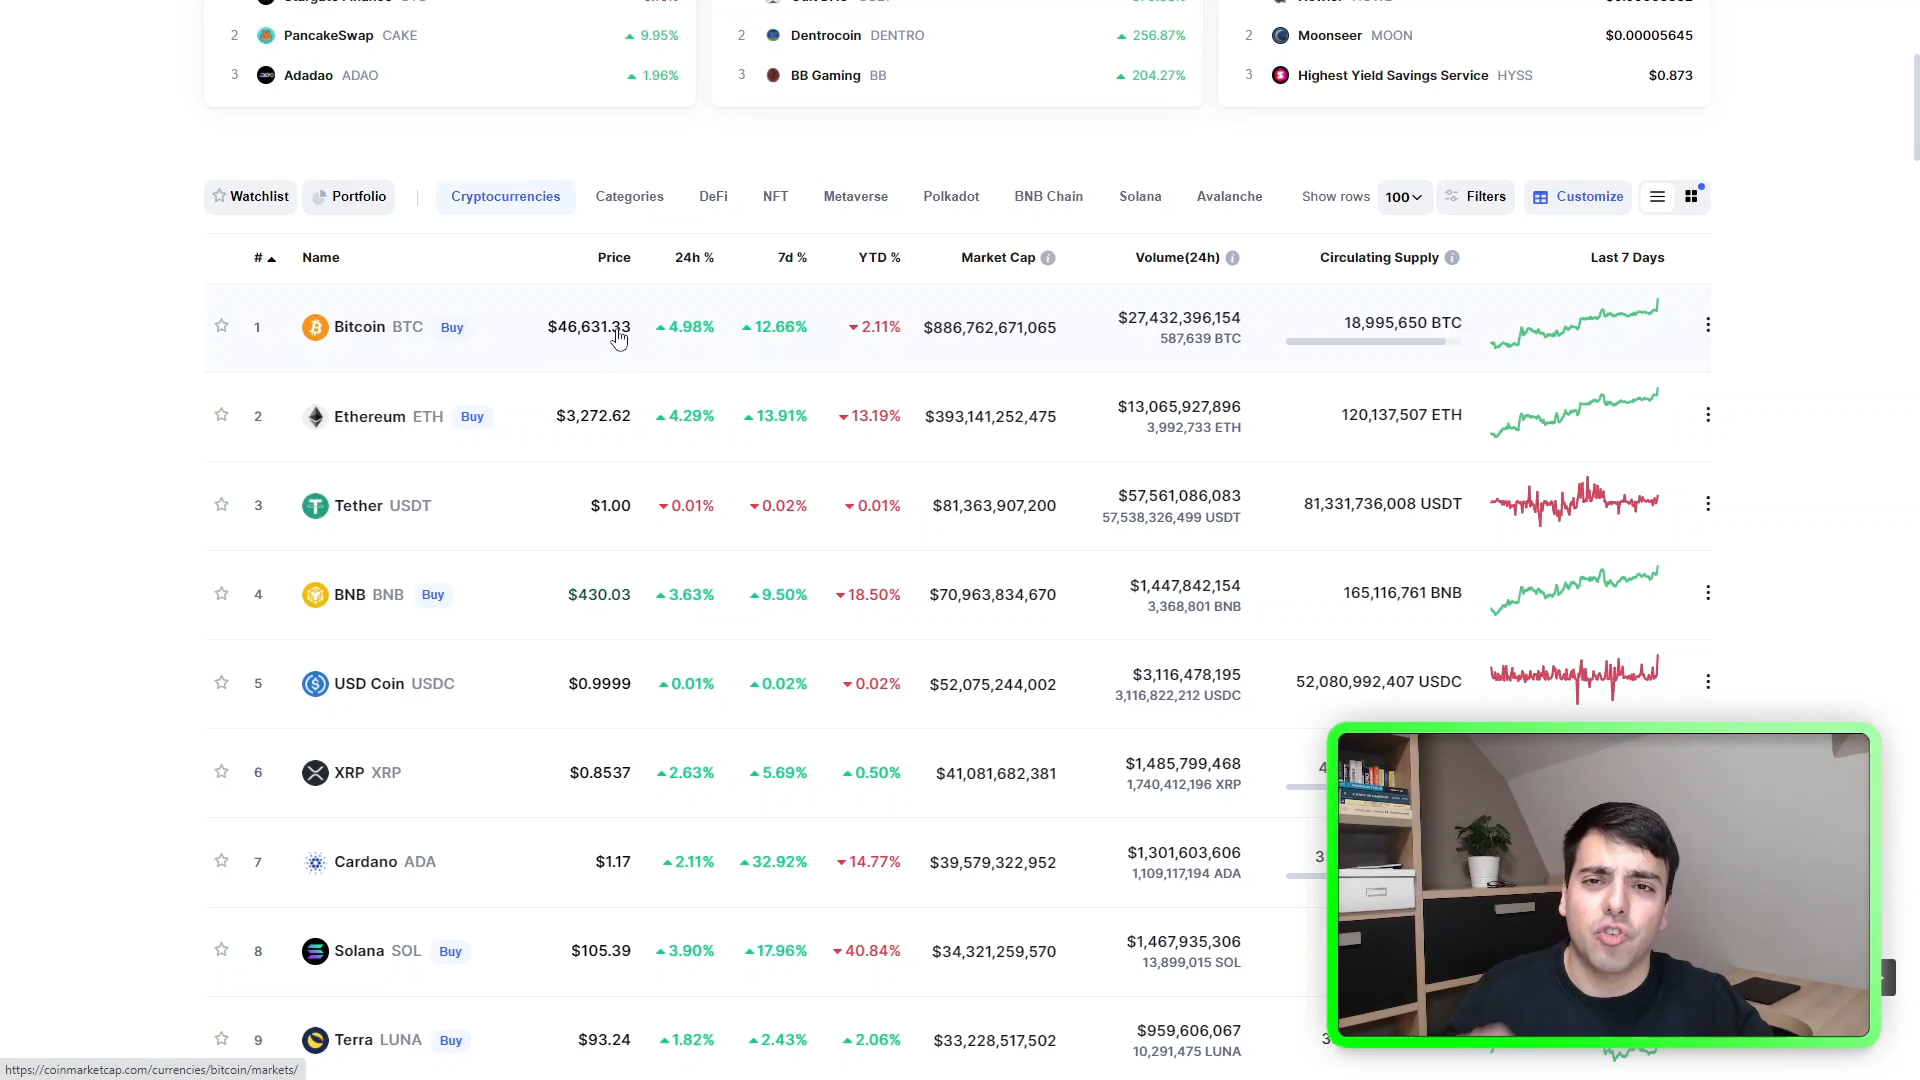 2 PancakeSwap CAKE 9.95%
2 Dentrocoin DENTRO 256.87%
2 Moonseer MOON $0.00005645
3 Adadao ADAO 1.96%
3 BB Gaming BB 204.27%
3 Highest Yield Savings Service HYSS $0.873
Watchlist Portfolio Cryptocurrencies Categories DeFi NFT Metaverse Polkadot BNB Chain Solana Avalanche Show rows 100 Filters Customize
# Name Price 24h % 7d % YTD % Market Cap Volume(24h) Circulating Supply Last 7 Days
1 Bitcoin BTC Buy $46,631.33 4.98% 12.66% 2.11% $886,762,671,065 $27,432,396,154 18,995,650 BTC
587,639 BTC
2 Ethereum ETH Buy $3,272.62 4.29% 13.91% 13.19% $393,141,252,475 $13,065,927,896 120,137,507 ETH
3,992,733 ETH
3 Tether USDT $1.00 0.01% 0.02% 0.01% $81,363,907,200 $57,561,086,083 81,331,736,008 USDT
57,538,326,499 USDT
4 BNB BNB Buy $430.03 3.63% 9.50% 18.50% $70,963,834,670 $1,447,842,154 165,116,761 BNB
3,368,801 BNB
5 USD Coin USDC $0.9999 0.01% 0.02% 0.02% $52,075,244,002 $3,116,478,195 52,080,992,407 USDC
3,116,822,212 USDC
6 XRP XRP $0.8537 2.63% 5.69% 0.50% $41,081,682,381 $1,485,799,468 4
1,740,412,196 XRP
7 Cardano ADA $1.17 2.11% 32.92% 14.77% $39,579,322,952 $1,301,603,606 3
1,109,117,194 ADA
8 Solana SOL Buy $105.39 3.90% 17.96% 40.84% $34,321,259,570 $1,467,935,306
13,899,015 SOL
9 Terra LUNA Buy $93.24 1.82% 2.43% 2.06% $33,228,517,502 $959,606,067 3
10,291,475 LUNA
https://coinmarketcap.com/currencies/bitcoin/markets/